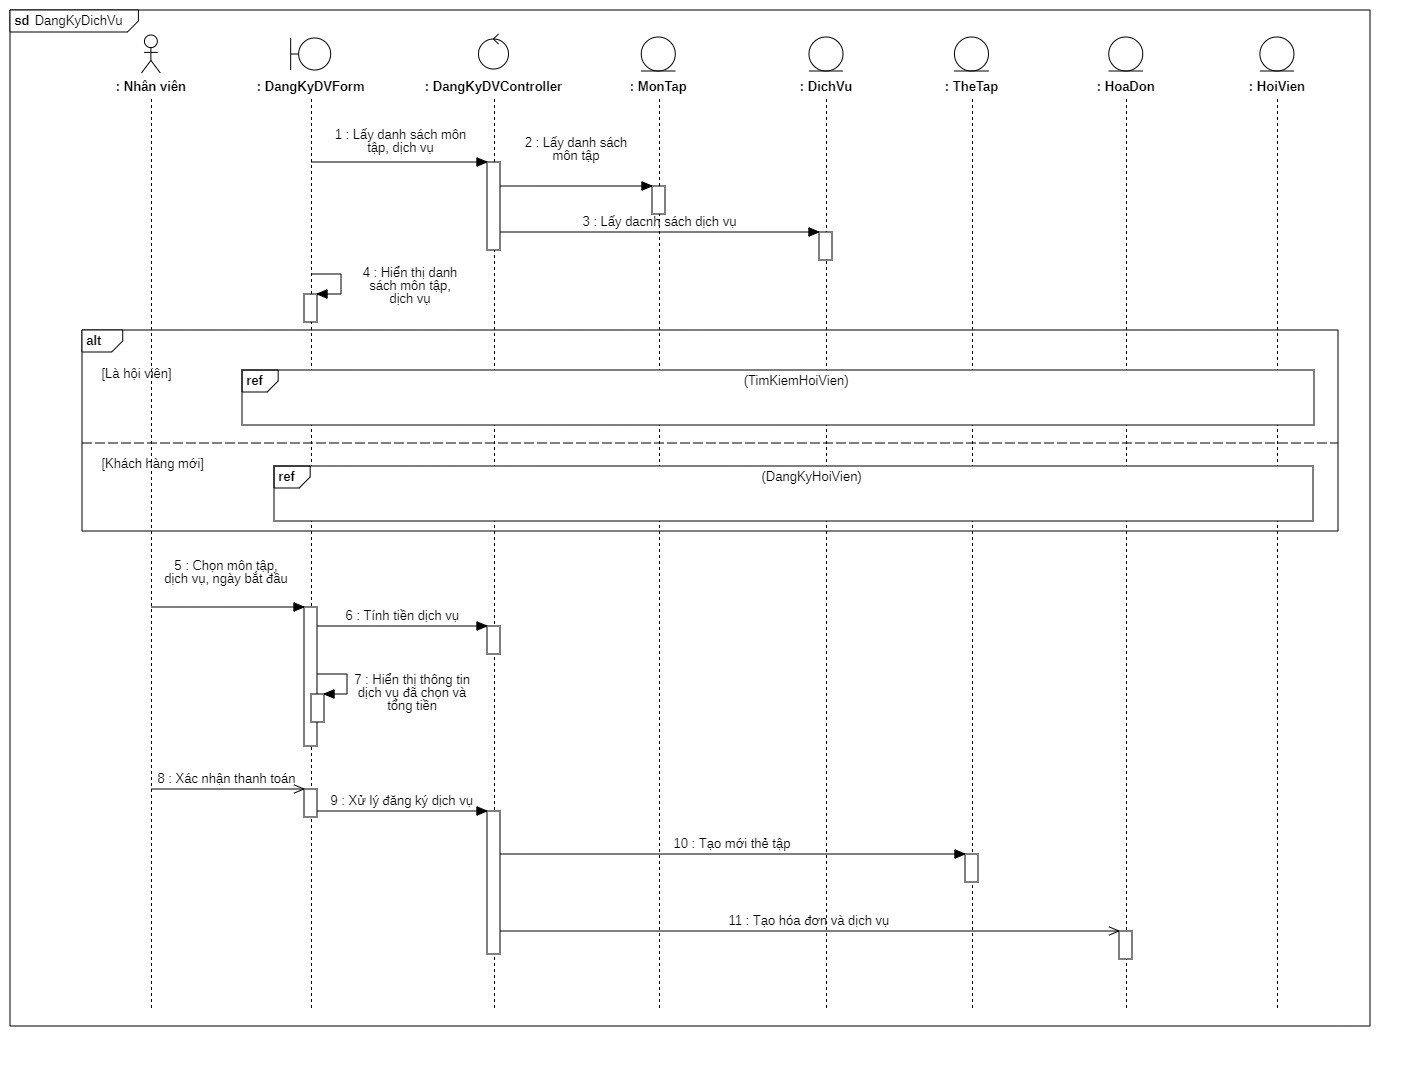 sd DangKyDichVu
: Nhân viên
: DangKyDVForm
: DangKyDVController
: MonTap
: DichVu
: TheTap
: HoaDon
: HoiVien
1 : Lấy danh sách môn
tập, dịch vụ
2 : Lấy danh sách
môn tập
3 : Lấy dacnh sách dịch vụ
4 : Hiển thị danh
sách môn tập,
dịch vụ
alt
[Là hội viên]
ref
(TimKiemHoiVien)
[Khách hàng mới]
ref
(DangKyHoiVien)
5 : Chọn môn tập,
dịch vụ, ngày bắt đầu
6 : Tính tiền dịch vụ
7 : Hiển thị thông tin
dịch vụ đã chọn và
tổng tiền
8 : Xác nhận thanh toán
9 : Xử lý đăng ký dịch vụ
10 : Tạo mới thẻ tập
11 : Tạo hóa đơn và dịch vụ